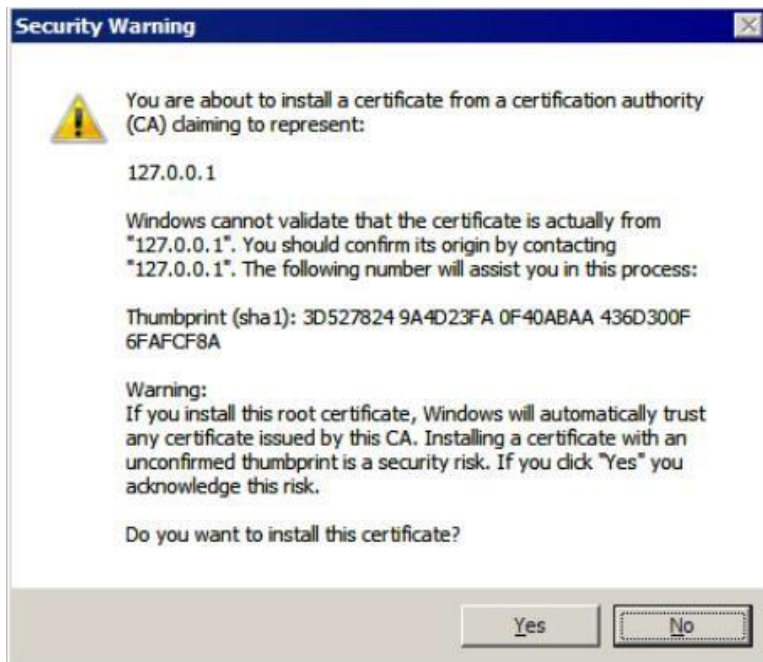 Security Warning
You are about to install a certificate from a certification authority
(CA) claiming to represent:
127.0.0.1
Windows cannot validate that the certificate is actually from
"127.0.0.1". You should confirm its origin by contacting
"127.0.0.1". The following number will assist you in this process:
Thumbprint (sha1): 3D527824 9A4D23FA 0F40ABAA 436D300F
6FAFCF8A
Warning:
If you install this root certificate, Windows will automatically trust
any certificate issued by this CA. Installing a certificate with an
unconfirmed thumbprint is a security risk. If you click "Yes" you
acknowledge this risk.
Do you want to install this certificate?
Yes No